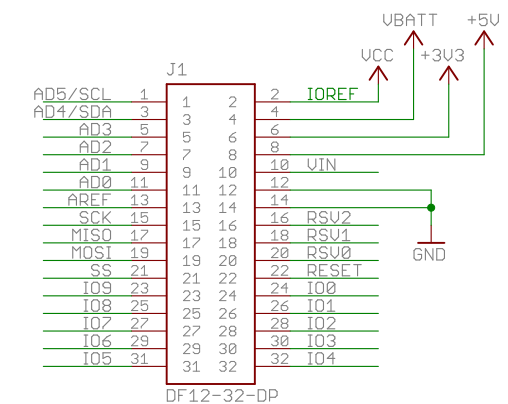 VBATT +5V
VCC +3V3
J1
AD5/SCL 1 1 2 2 IOREF
AD4/SDA 3 3 4 4
AD3 5 5 6 6
AD2 7 7 8 8
AD1 9 9 10 10 VIN
AD0 11 11 12 12
AREF 13 13 14 14
SCK 15 15 16 16 RSV2
MISO 17 17 18 18 RSV1
MOSI 19 19 20 20 RSV0
SS 21 21 22 22 RESET
IO9 23 23 24 24 IO0
IO8 25 25 26 26 IO1
IO7 27 27 28 28 IO2
IO6 29 29 30 30 IO3
IO5 31 31 32 32 IO4
GND
DF12-32-DP